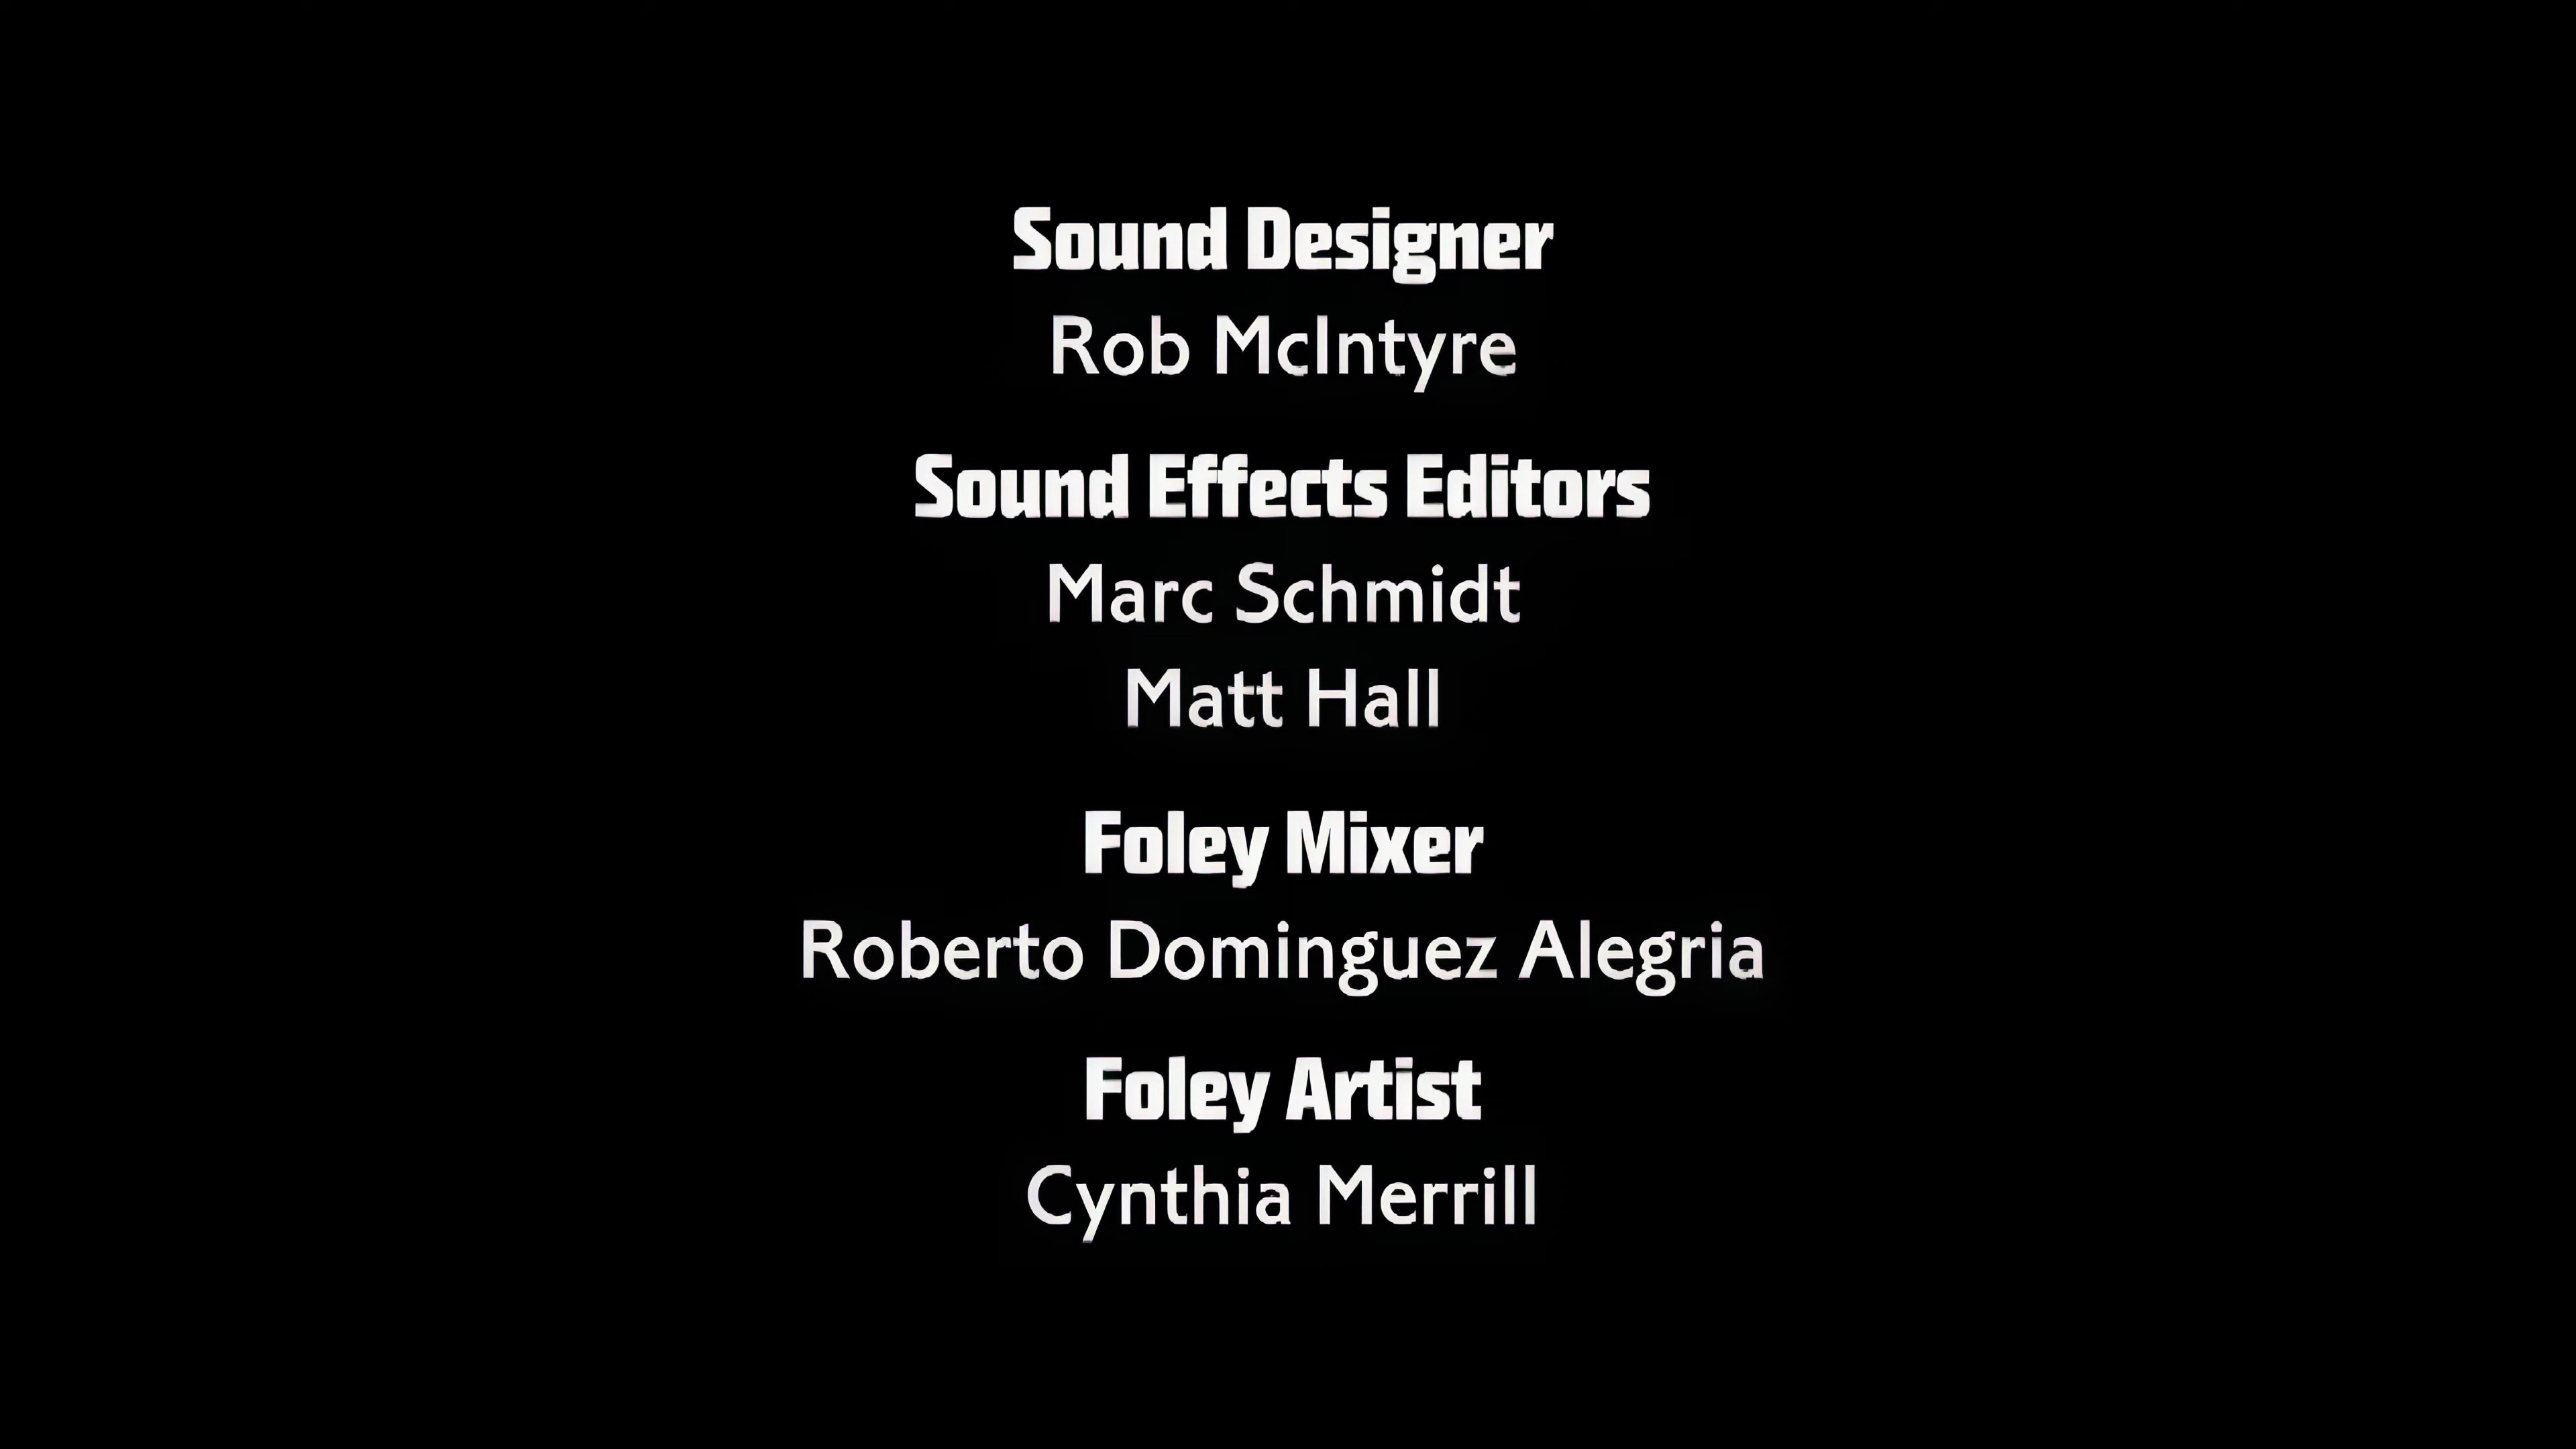 Sound Designer
Rob McIntyre
Sound Effects Editors
Marc Schmidt
Matt Hall
Foley Mixer
Roberto Dominguez Alegria
Foley Artist
Cynthia Merrill